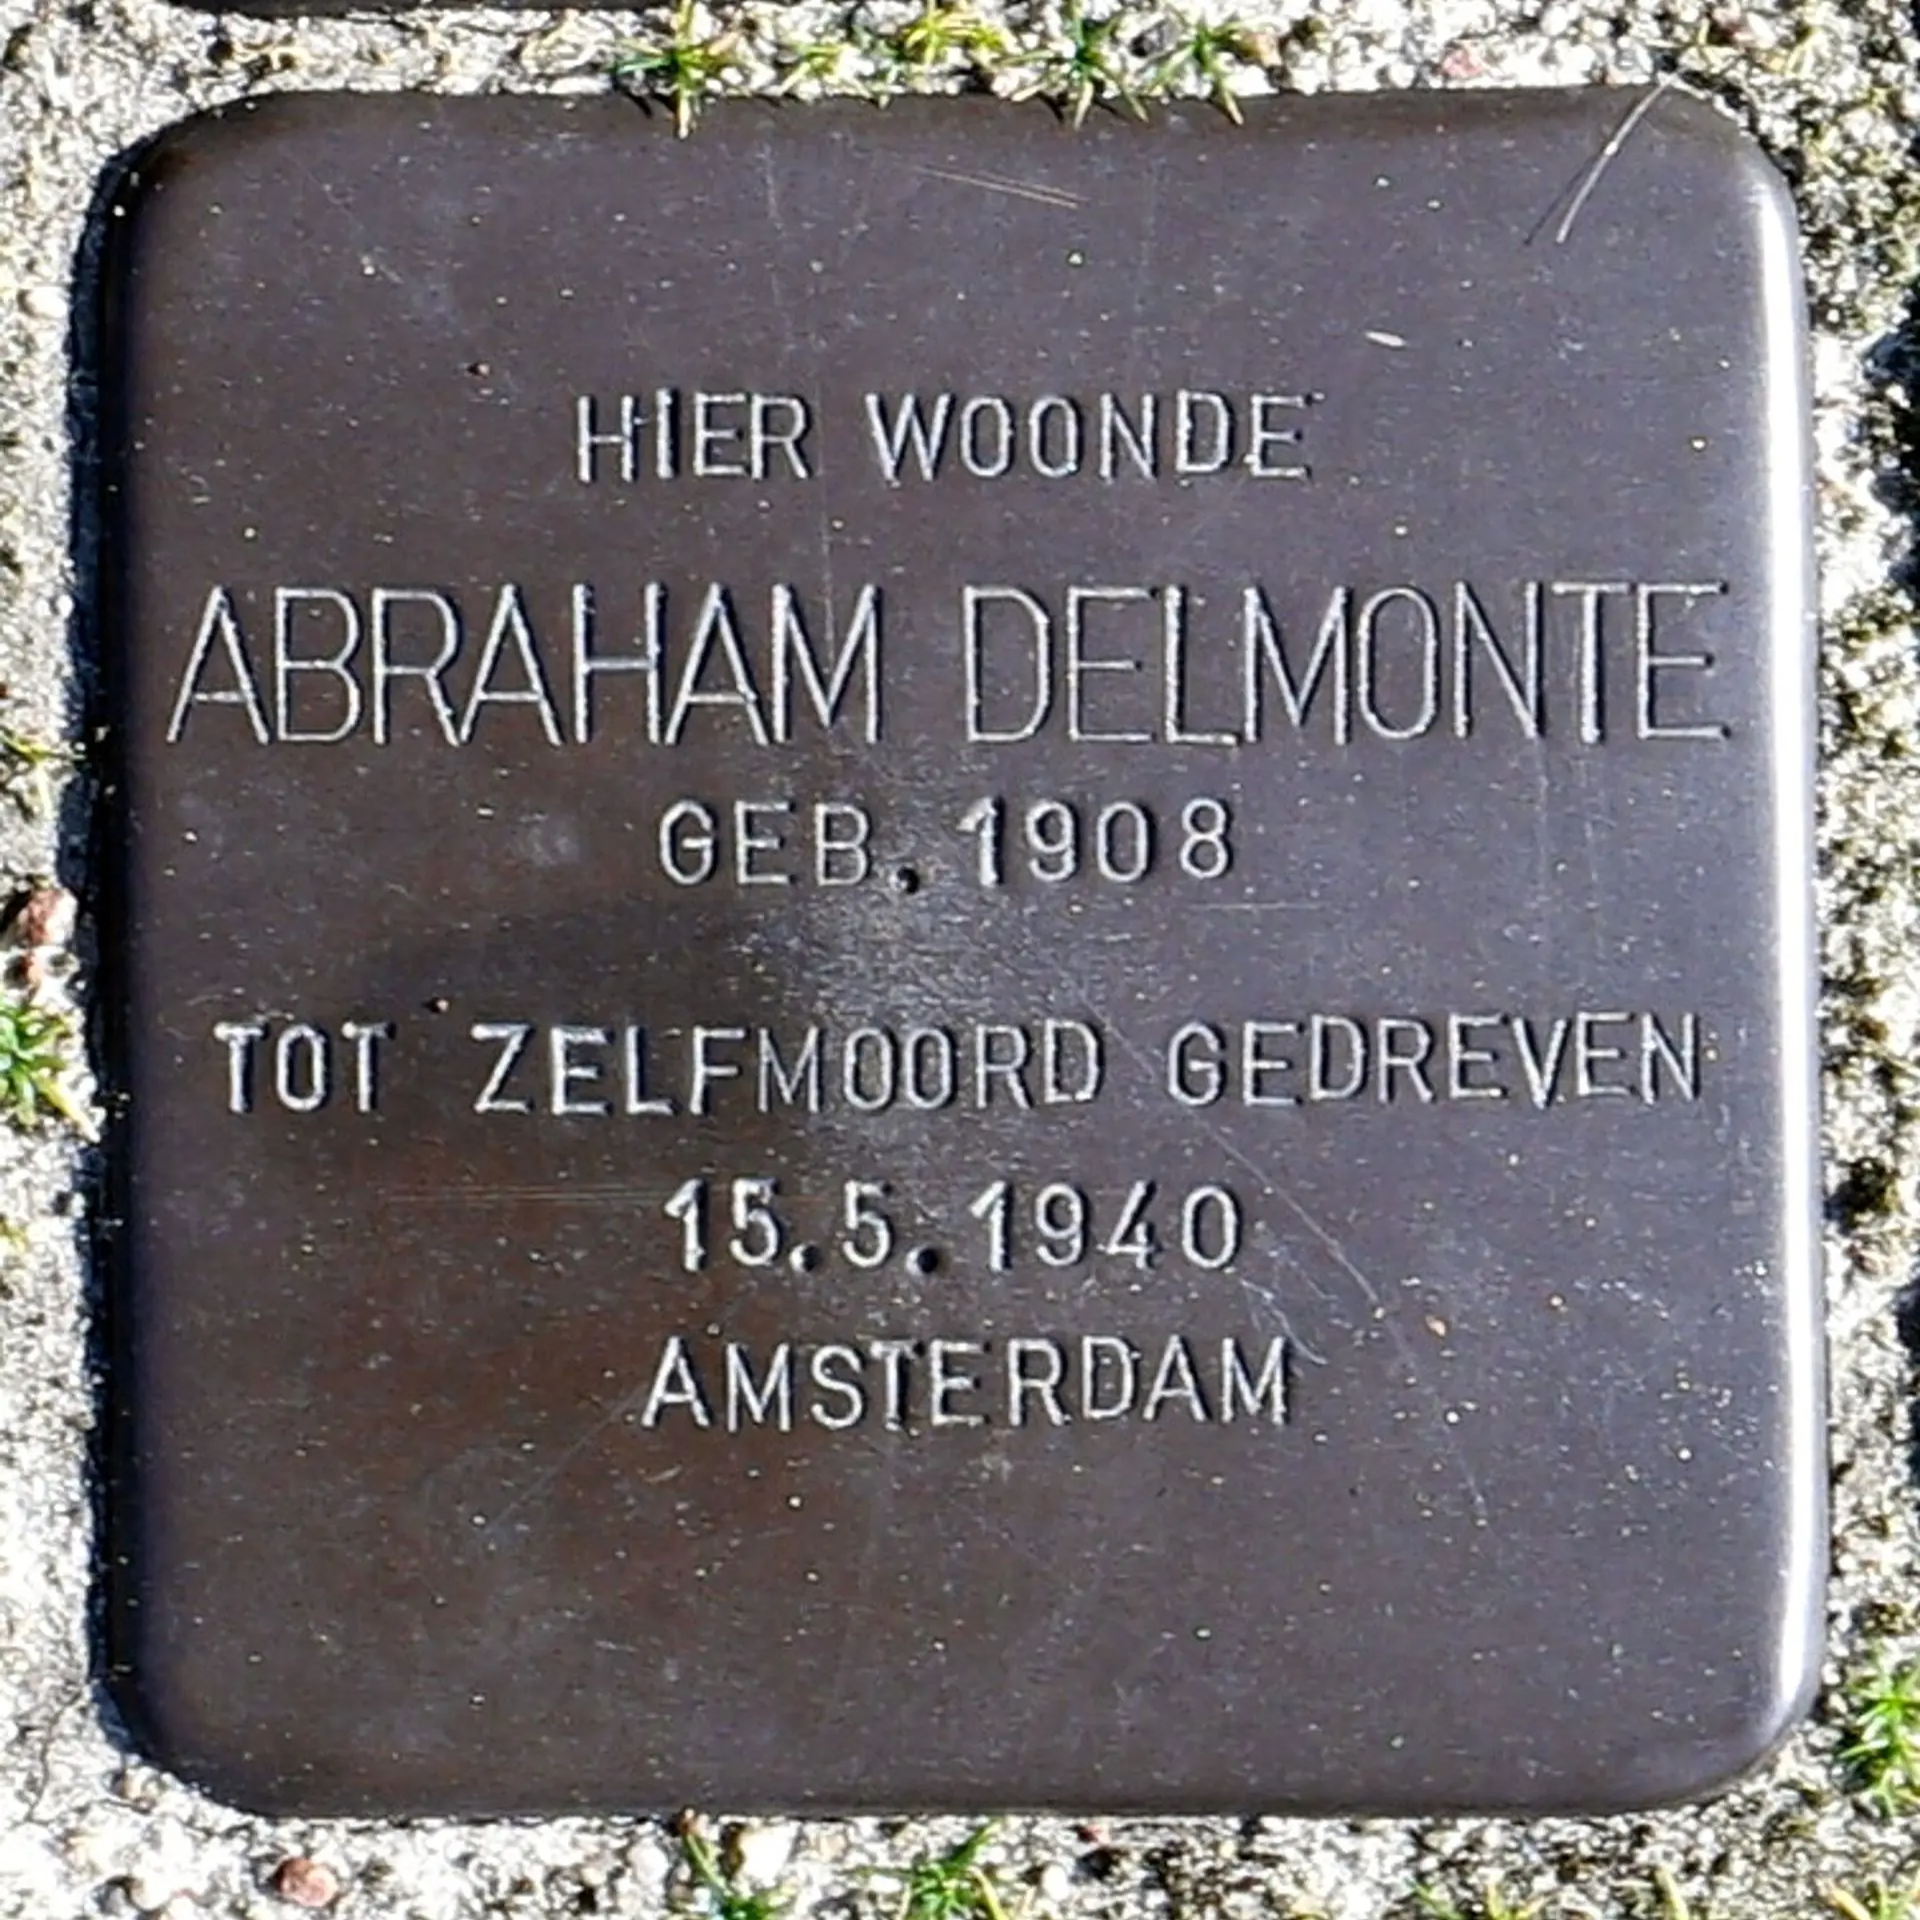 HIER WOONDE
ABRAHAM DELMONTE
GEB. 1908
TOT ZELFMOORD GEDREVEN
15.5.1940
AMSTERDAM